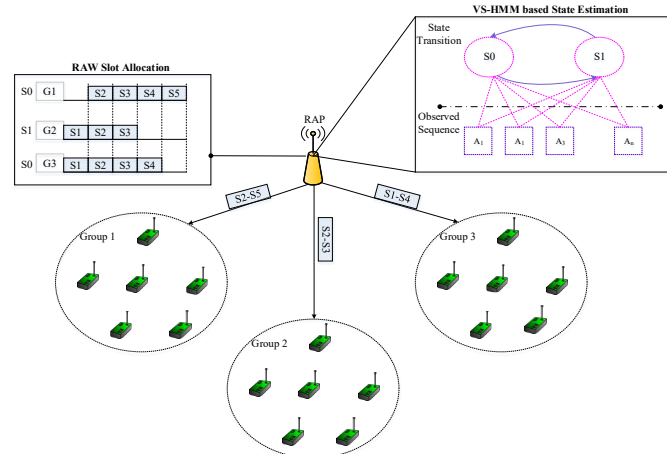 VS-HMM based State Estimation
State Transition
S0
S1
Observed Sequence
A1
A1
A3
An
RAW Slot Allocation
S0 G1 S2 S3 S4 S5
S1 G2 S1 S2 S3
S0 G3 S1 S2 S3 S4
RAP
S2-S5
S2-S3
S1-S4
Group 1
Group 3
Group 2